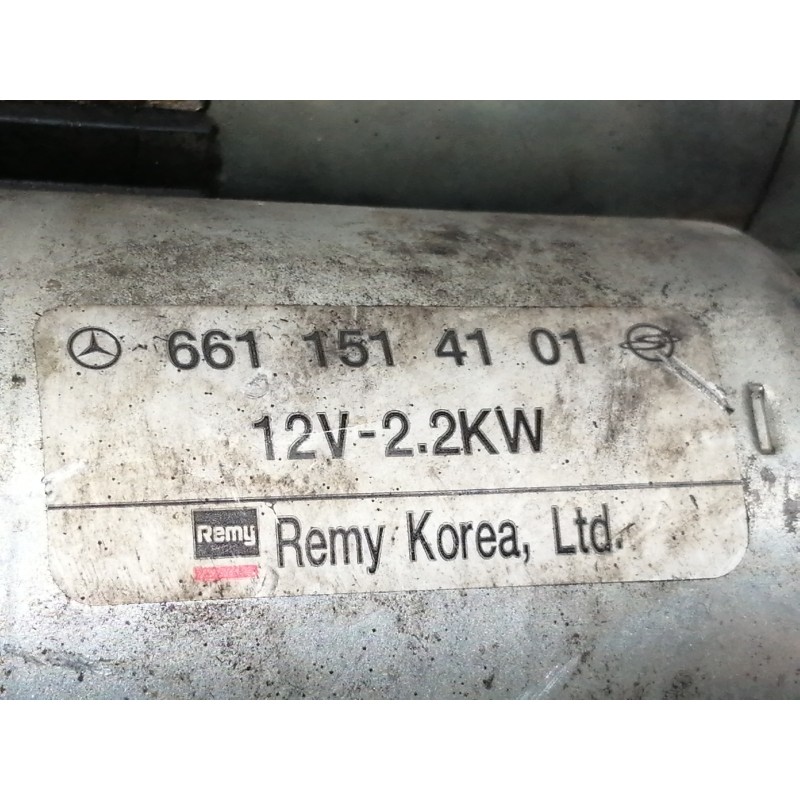 661 151 41 01
12V-2.2KW
Remy Remy Korea, Ltd.